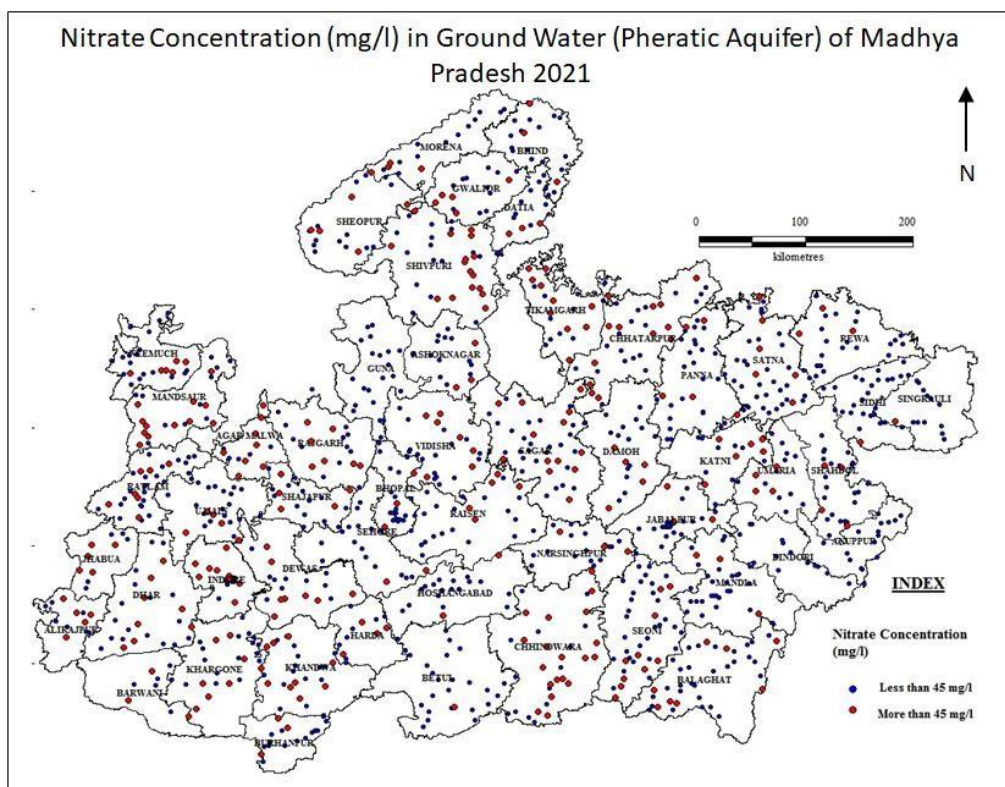 Nitrate Concentration (mg/l) in Ground Water (Pheratic Aquifer) of Madhya
Pradesh 2021
N
MORENA
BHIND
GWALIOR
DATIA
SHEOPUR
0 100 200
kilometres
SHIVPURI
TIKAMGARH
CHHATARPUR
REWA
NEEMUCH
ASHOKNAGAR
GUNA
SATNA
PANNA
SIDHI
SINGRAULI
MANDSAUR
AGAR MALWA
RAJGARH
VIDISHA
SAGAR
DAMOH
KATNI
UMARIA
SHAHDOL
RATLAM
BHOPAL
SHAJAPUR
UJJAIN
RAISEN
JABALPUR
SEHORE
ANUPPUR
JHABUA
NARSINGHPUR
DINDORI
INDORE
DEWAS
MANDLA
INDEX
DHAR
HOSHANGABAD
ALIRAJPUR
HARDA
SEONI
Nitrate Concentration
(mg/l)
CHHINDWARA
KHARGONE
KHANDWA
BETUL
BALAGHAT
Less than 45 mg/l
BARWANI
More than 45 mg/l
BURHANPUR